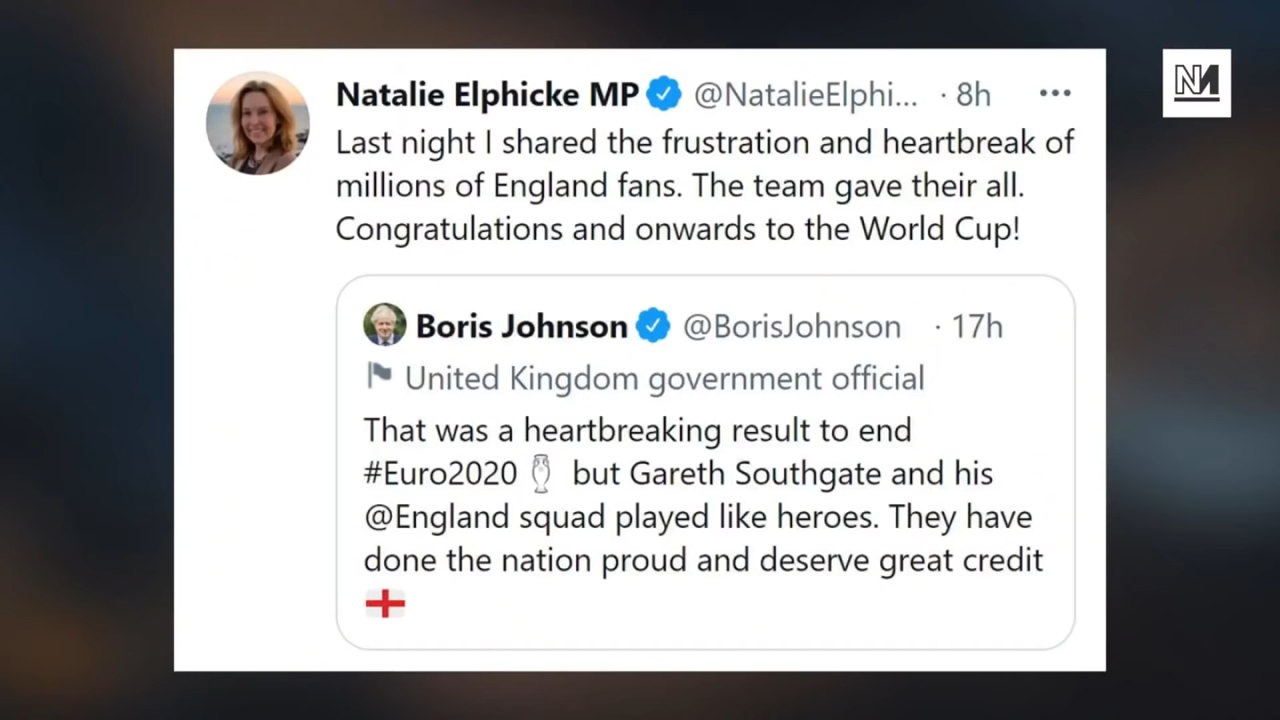 Natalie Elphicke MP @NatalieElphi... · 8h ...
Last night I shared the frustration and heartbreak of
millions of England fans. The team gave their all.
Congratulations and onwards to the World Cup!
Boris Johnson @BorisJohnson · 17h
United Kingdom government official
That was a heartbreaking result to end
#Euro2020 but Gareth Southgate and his
@England squad played like heroes. They have
done the nation proud and deserve great credit
NM